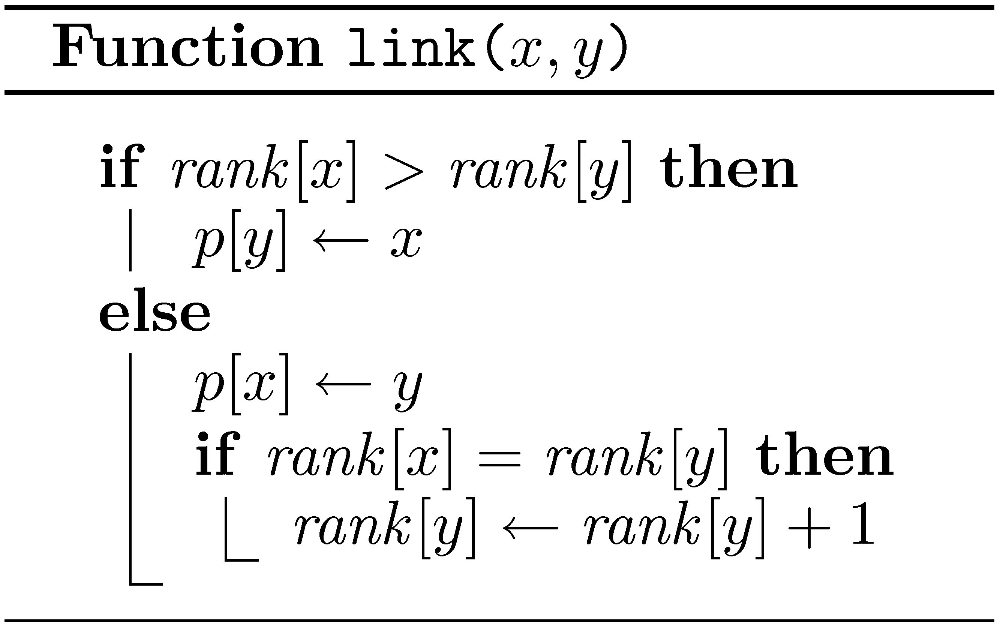 Function link(x, y)
if rank[x] > rank[y] then
p[y] ← x
else
p[x] ← y
if rank[x] = rank[y] then
rank[y] ← rank[y] + 1